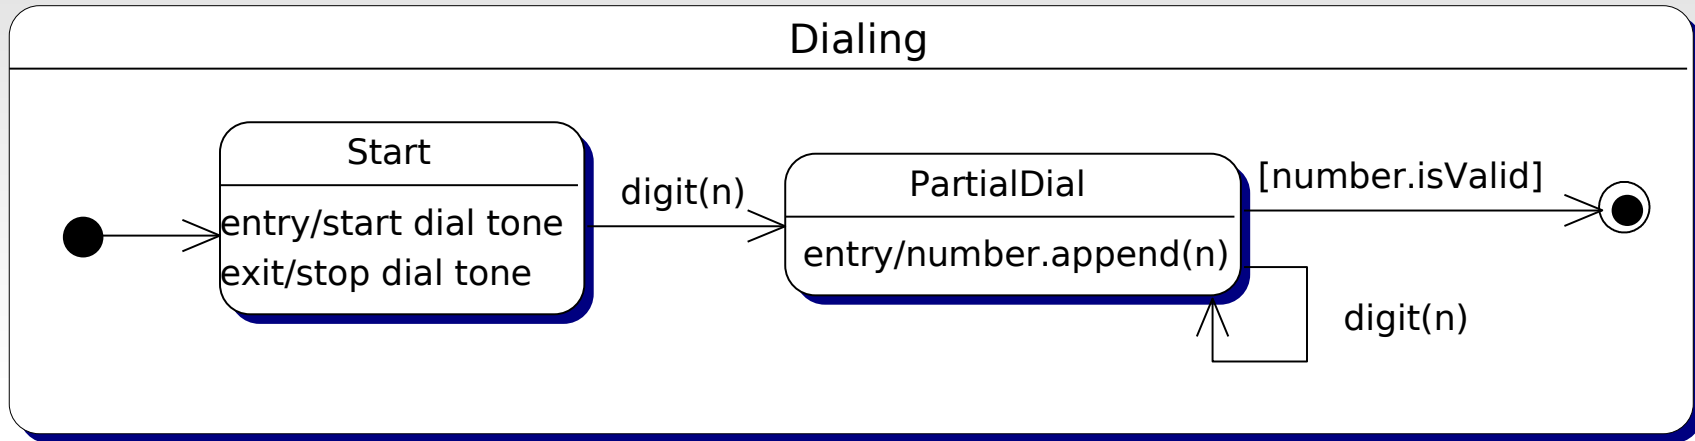 Dialing
Start
entry/start dial tone
exit/stop dial tone
digit(n)
PartialDial
entry/number.append(n)
[number.isValid]
digit(n)